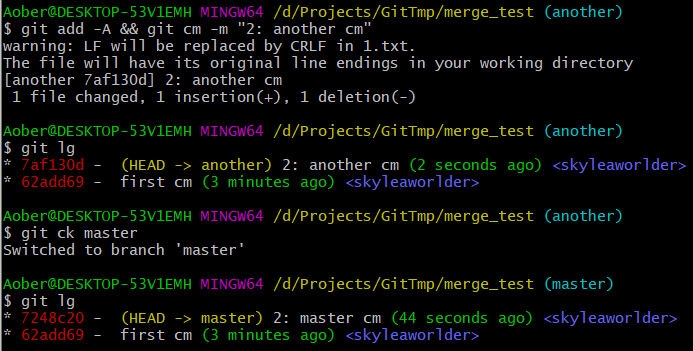 Aober@DESKTOP-53V1EMH MINGW64 /d/Projects/GitTmp/merge_test (another)
$ git add -A && git cm -m "2: another cm"
warning: LF will be replaced by CRLF in 1.txt.
The file will have its original line endings in your working directory
[another 7af130d] 2: another cm
 1 file changed, 1 insertion(+), 1 deletion(-)

Aober@DESKTOP-53V1EMH MINGW64 /d/Projects/GitTmp/merge_test (another)
$ git lg
* 7af130d -  (HEAD -> another) 2: another cm (2 seconds ago) <skyleaworlder>
* 62add69 -  first cm (3 minutes ago) <skyleaworlder>

Aober@DESKTOP-53V1EMH MINGW64 /d/Projects/GitTmp/merge_test (another)
$ git ck master
Switched to branch 'master'

Aober@DESKTOP-53V1EMH MINGW64 /d/Projects/GitTmp/merge_test (master)
$ git lg
* 7248c20 -  (HEAD -> master) 2: master cm (44 seconds ago) <skyleaworlder>
* 62add69 -  first cm (3 minutes ago) <skyleaworlder>